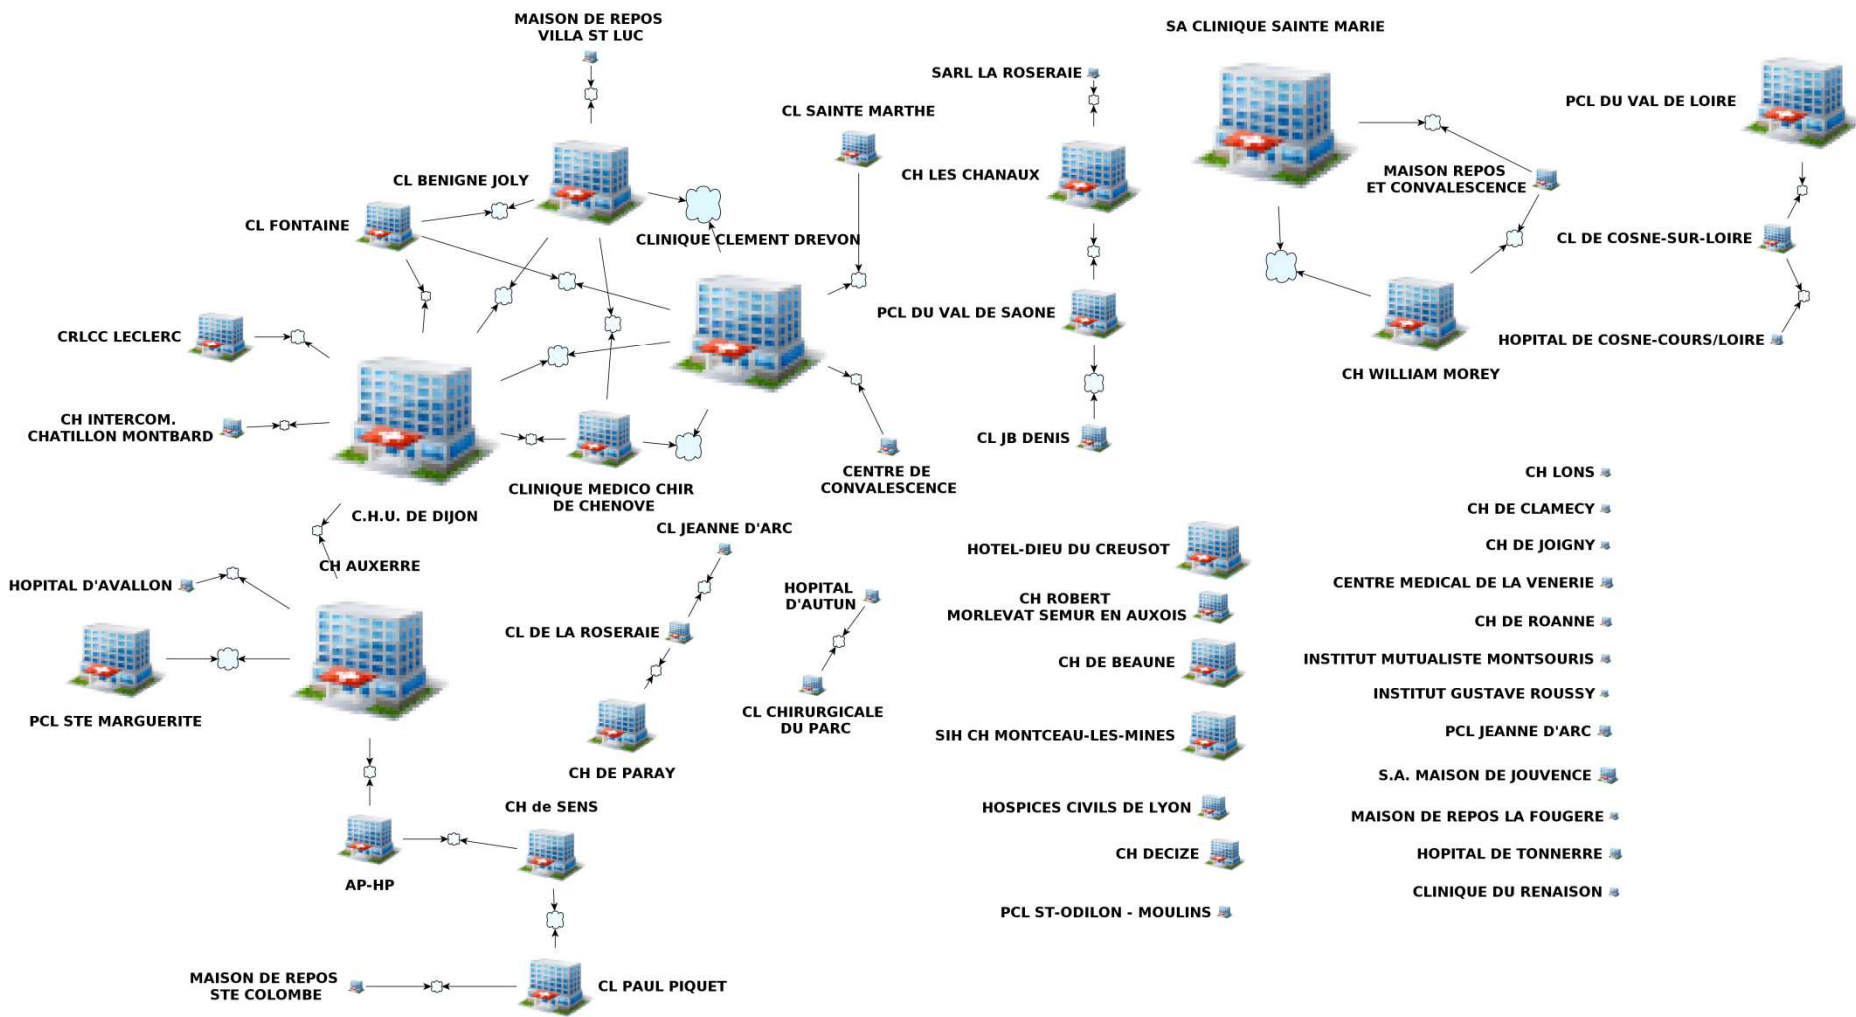 MAISON DE REPOS
VILLA ST LUC
SA CLINIQUE SAINTE MARIE
SARL LA ROSERAIE
PCL DU VAL DE LOIRE
CL SAINTE MARTHE
CL BENIGNE JOLY
CH LES CHANAUX
MAISON REPOS
ET CONVALESCENCE
CL FONTAINE
CLINIQUE CLEMENT DREVON
CL DE COSNE-SUR-LOIRE
PCL DU VAL DE SAONE
CRLCC LECLERC
HOPITAL DE COSNE-COURS/LOIRE
CH WILLIAM MOREY
CH INTERCOM.
CHATILLON MONTBARD
CL JB DENIS
CENTRE DE
CONVALESCENCE
CLINIQUE MEDICO CHIR
DE CHENOVE
C.H.U. DE DIJON
CL JEANNE D'ARC
CH LONS
CH DE CLAMECY
HOTEL-DIEU DU CREUSOT
CH DE JOIGNY
CH AUXERRE
HOPITAL D'AVALLON
HOPITAL
D'AUTUN
CENTRE MEDICAL DE LA VENERIE
CH ROBERT
MORLEVAT SEMUR EN AUXOIS
CH DE ROANNE
CL DE LA ROSERAIE
CH DE BEAUNE
INSTITUT MUTUALISTE MONTSOURIS
INSTITUT GUSTAVE ROUSSY
PCL STE MARGUERITE
CL CHIRURGICALE
DU PARC
SIH CH MONTCEAU-LES-MINES
PCL JEANNE D'ARC
CH DE PARAY
S.A. MAISON DE JOUVENCE
CH de SENS
HOSPICES CIVILS DE LYON
MAISON DE REPOS LA FOUGERE
CH DECIZE
HOPITAL DE TONNERRE
AP-HP
CLINIQUE DU RENAISON
PCL ST-ODILON - MOULINS
MAISON DE REPOS
STE COLOMBE
CL PAUL PIQUET